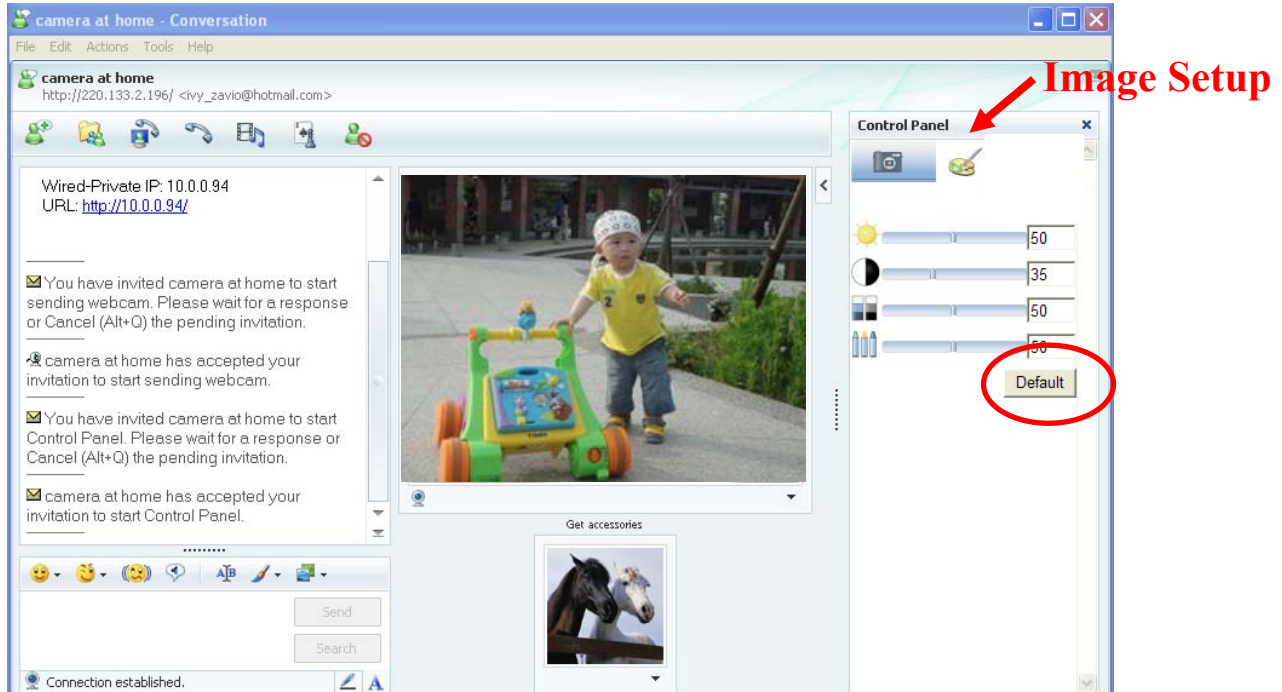 camera at home - Conversation
File Edit Actions Tools Help
camera at home
http://220.133.2.196/ <ivy_zavio@hotmail.com>
Image Setup
Control Panel
Wired-Private IP: 10.0.0.94
URL: http://10.0.0.94/
You have invited camera at home to start
sending webcam. Please wait for a response
or Cancel (Alt+Q) the pending invitation.
camera at home has accepted your
invitation to start sending webcam.
You have invited camera at home to start
Control Panel. Please wait for a response or
Cancel (Alt+Q) the pending invitation.
camera at home has accepted your
invitation to start Control Panel.
50
35
50
50
Default
Get accessories
Send
Search
Connection established.